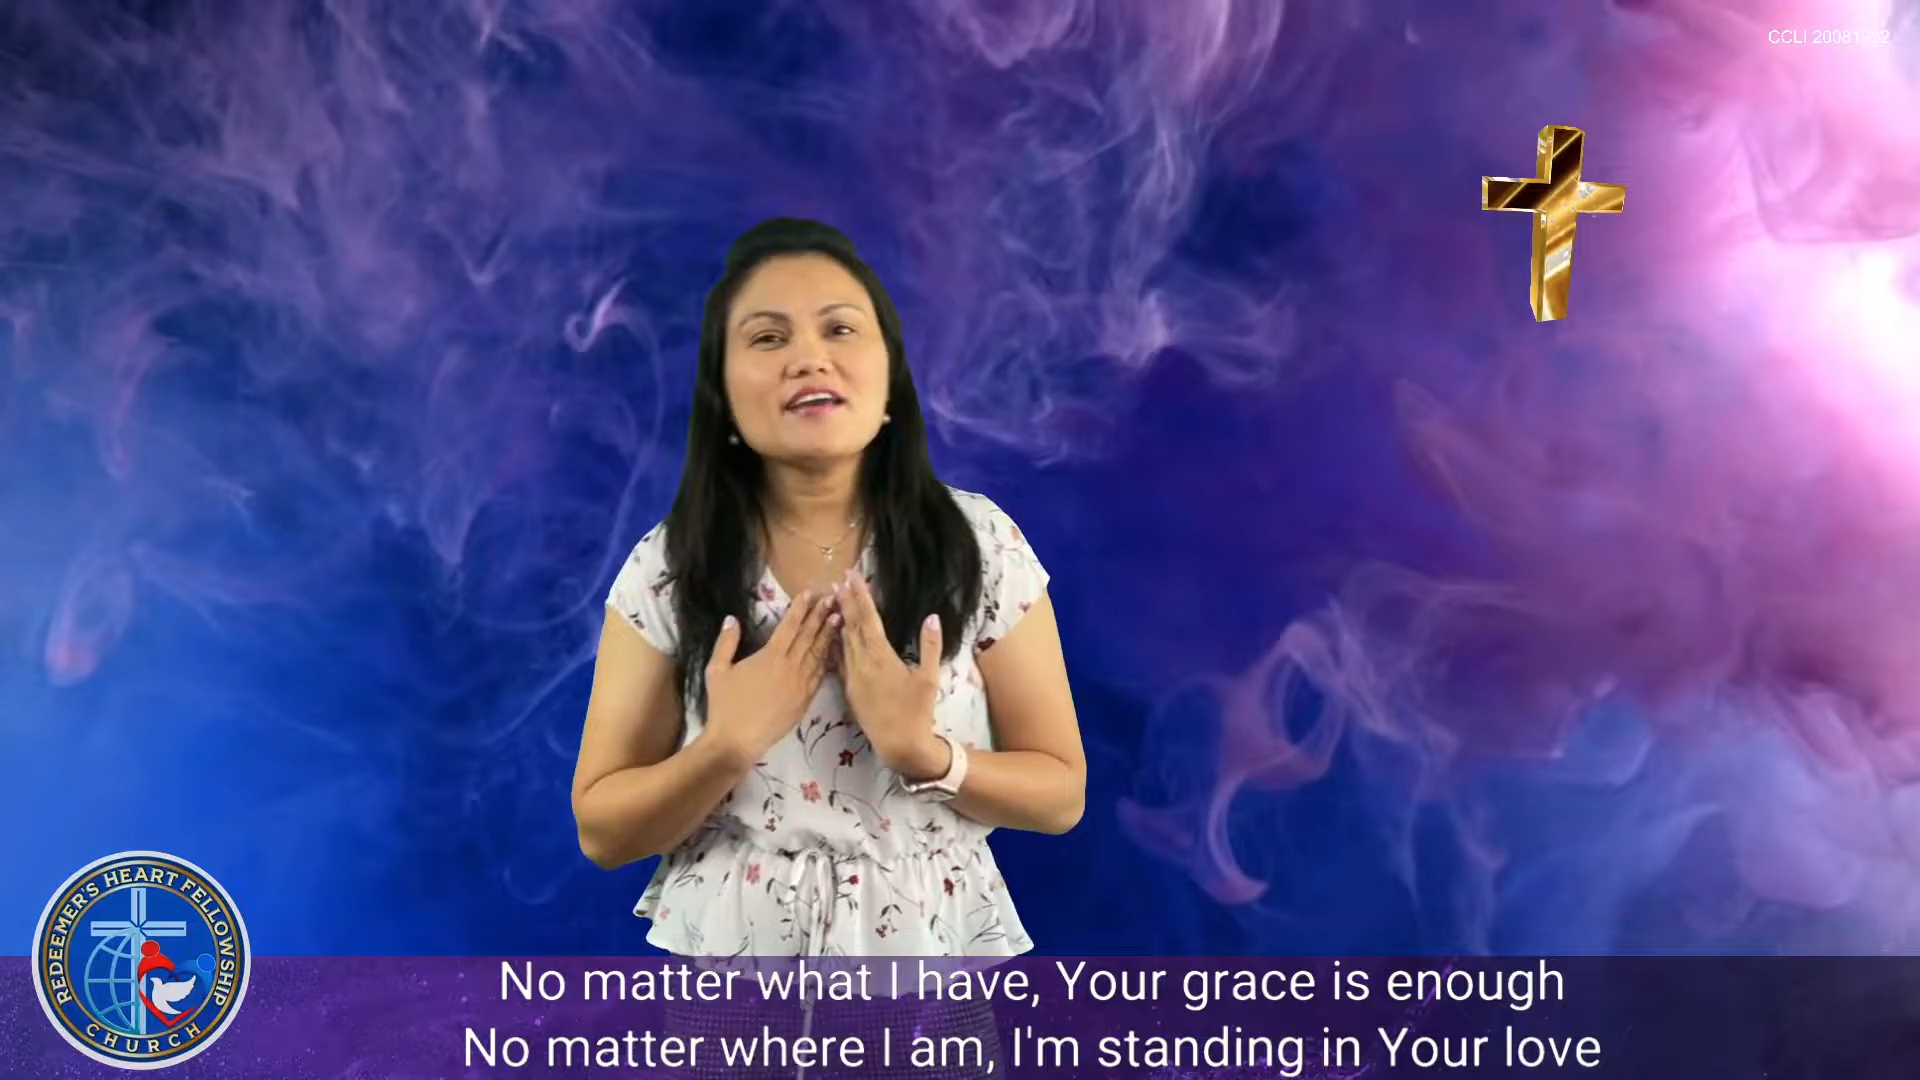 CCLI
REDEEMER'S HEART FELLOWSHIP
CHURCH
No matter what I have, Your grace is enough
No matter where I am, I'm standing in Your love